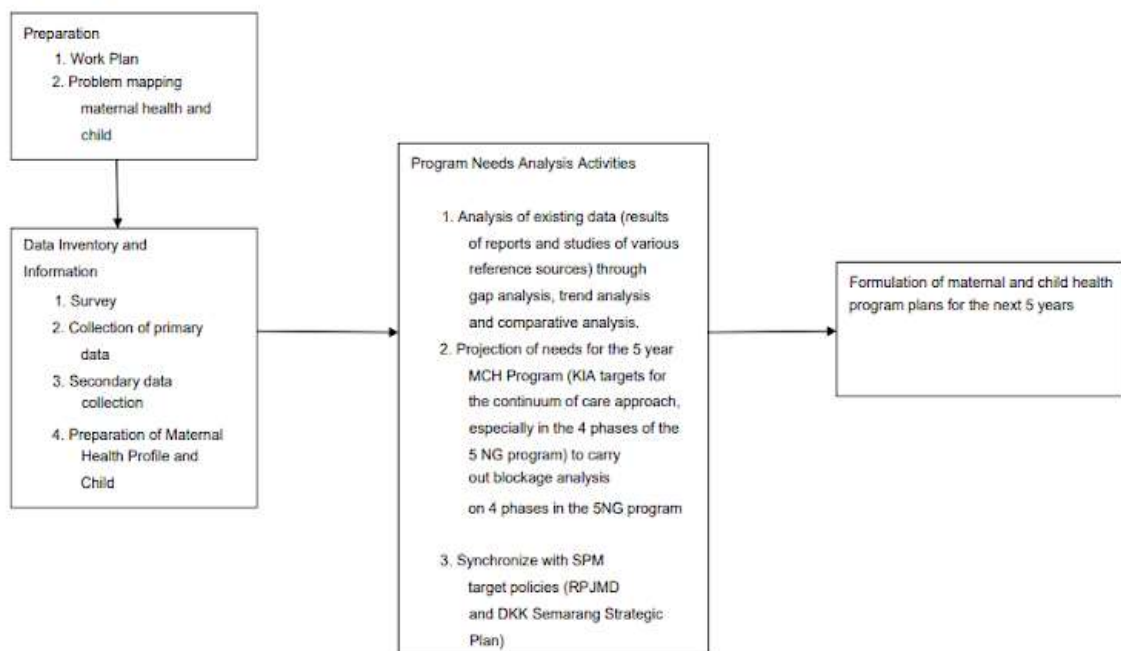 Preparation
1. Work Plan
2. Problem mapping
maternal health and
child
Data Inventory and
Information
1. Survey
2. Collection of primary
data
3. Secondary data
collection
4. Preparation of Maternal
Health Profile and
Child
Program Needs Analysis Activities
1. Analysis of existing data (results
of reports and studies of various
reference sources) through
gap analysis, trend analysis
and comparative analysis.
2. Projection of needs for the 5 year
MCH Program (KIA targets for
the continuum of care approach,
especially in the 4 phases of the
5 NG program) to carry
out blockage analysis
on 4 phases in the 5NG program
3. Synchronize with SPM
target policies (RPJMD
and DKK Semarang Strategic
Plan)
Formulation of maternal and child health
program plans for the next 5 years